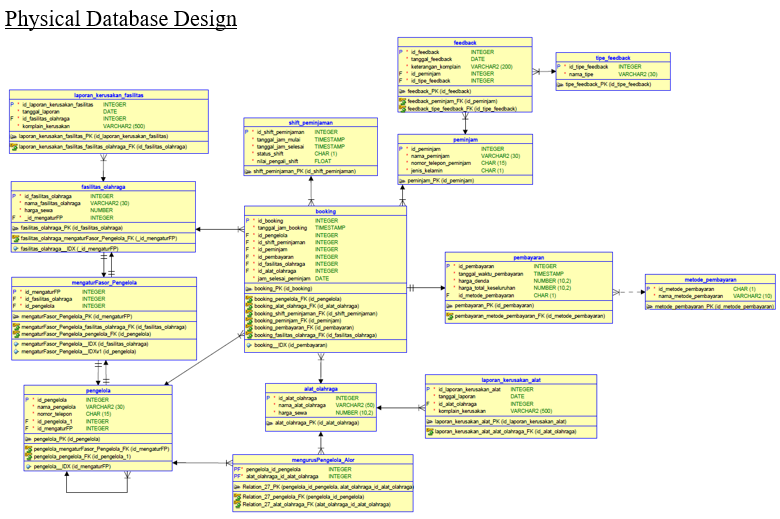 Physical Database Design
feedback
P * id_feedback INTEGER
* tanggal_feedback DATE
* keterangan_komplain VARCHAR2 (200)
F * id_peminjam INTEGER
F * id_tipe_feedback INTEGER
feedback_PK (id_feedback)
feedback_peminjam_FK (id_peminjam)
feedback_tipe_feedback_FK (id_tipe_feedback)
tipe_feedback
P * id_tipe_feedback INTEGER
* nama_tipe VARCHAR2 (30)
tipe_feedback_PK (id_tipe_feedback)
laporan_kerusakan_fasilitas
P * id_laporan_kerusakan_fasilitas INTEGER
* tanggal_laporan DATE
F * id_fasilitas_olahraga INTEGER
* komplain_kerusakan VARCHAR2 (500)
laporan_kerusakan_fasilitas_PK (id_laporan_kerusakan_fasilitas)
laporan_kerusakan_fasilitas_fasilitas_olahraga_FK (id_fasilitas_olahraga)
shift_peminjaman
P * id_shift_peminjaman INTEGER
* tanggal_jam_mulai TIMESTAMP
* tanggal_jam_selesai TIMESTAMP
* status_shift CHAR (1)
* nilai_pengali_shift FLOAT
shift_peminjaman_PK (id_shift_peminjaman)
peminjam
P * id_peminjam INTEGER
* nama_peminjam VARCHAR2 (30)
* nomor_telepon_peminjam CHAR (15)
* jenis_kelamin CHAR (1)
peminjam_PK (id_peminjam)
fasilitas_olahraga
P * id_fasilitas_olahraga INTEGER
* nama_fasilitas_olahraga VARCHAR2 (30)
* harga_sewa NUMBER
F * _id_mengaturFP INTEGER
fasilitas_olahraga_PK (id_fasilitas_olahraga)
fasilitas_olahraga_mengaturFasor_Pengelola_FK (_id_mengaturFP)
fasilitas_olahraga__IDX (_id_mengaturFP)
booking
P * id_booking INTEGER
* tanggal_jam_booking TIMESTAMP
F * id_pengelola INTEGER
F * id_shift_peminjaman INTEGER
F * id_peminjam INTEGER
F * id_pembayaran INTEGER
F * id_fasilitas_olahraga INTEGER
F * id_alat_olahraga INTEGER
* jam_selesai_peminjam DATE
booking_PK (id_booking)
booking_pengelola_FK (id_pengelola)
booking_alat_olahraga_FK (id_alat_olahraga)
booking_shift_peminjaman_FK (id_shift_peminjaman)
booking_peminjam_FK (id_peminjam)
booking_pembayaran_FK (id_pembayaran)
booking_fasilitas_olahraga_FK (id_fasilitas_olahraga)
booking__IDX (id_pembayaran)
pembayaran
P * id_pembayaran INTEGER
* tanggal_waktu_pembayaran TIMESTAMP
* harga_denda NUMBER (10,2)
* harga_total_keseluruhan NUMBER (10,2)
F id_metode_pembayaran CHAR (1)
pembayaran_PK (id_pembayaran)
pembayaran_metode_pembayaran_FK (id_metode_pembayaran)
metode_pembayaran
P * id_metode_pembayaran CHAR (1)
* nama_metode_pembayaran VARCHAR2 (10)
metode_pembayaran_PK (id_metode_pembayaran)
mengaturFasor_Pengelola
P * id_mengaturFP INTEGER
F * id_fasilitas_olahraga INTEGER
F * id_pengelola INTEGER
mengaturFasor_Pengelola_PK (id_mengaturFP)
mengaturFasor_Pengelola_fasilitas_olahraga_FK (id_fasilitas_olahraga)
mengaturFasor_Pengelola_pengelola_FK (id_pengelola)
mengaturFasor_Pengelola__IDX (id_fasilitas_olahraga)
mengaturFasor_Pengelola__IDXv1 (id_pengelola)
pengelola
P * id_pengelola INTEGER
* nama_pengelola VARCHAR2 (30)
* nomor_telepon CHAR (15)
F * id_pengelola_1 INTEGER
F * id_mengaturFP INTEGER
pengelola_PK (id_pengelola)
pengelola_mengaturFasor_Pengelola_FK (id_mengaturFP)
pengelola_pengelola_FK (id_pengelola_1)
pengelola__IDX (id_mengaturFP)
alat_olahraga
P * id_alat_olahraga INTEGER
* nama_alat_olahraga VARCHAR2 (50)
* harga_sewa NUMBER (10,2)
alat_olahraga_PK (id_alat_olahraga)
laporan_kerusakan_alat
P * id_laporan_kerusakan_alat INTEGER
* tanggal_laporan DATE
F * id_alat_olahraga INTEGER
* komplain_kerusakan VARCHAR2 (500)
laporan_kerusakan_alat_PK (id_laporan_kerusakan_alat)
laporan_kerusakan_alat_alat_olahraga_FK (id_alat_olahraga)
mengurusPengelola_Alor
PF* pengelola_id_pengelola INTEGER
PF* alat_olahraga_id_alat_olahraga INTEGER
Relation_27_PK (pengelola_id_pengelola, alat_olahraga_id_alat_olahraga)
Relation_27_pengelola_FK (pengelola_id_pengelola)
Relation_27_alat_olahraga_FK (alat_olahraga_id_alat_olahraga)